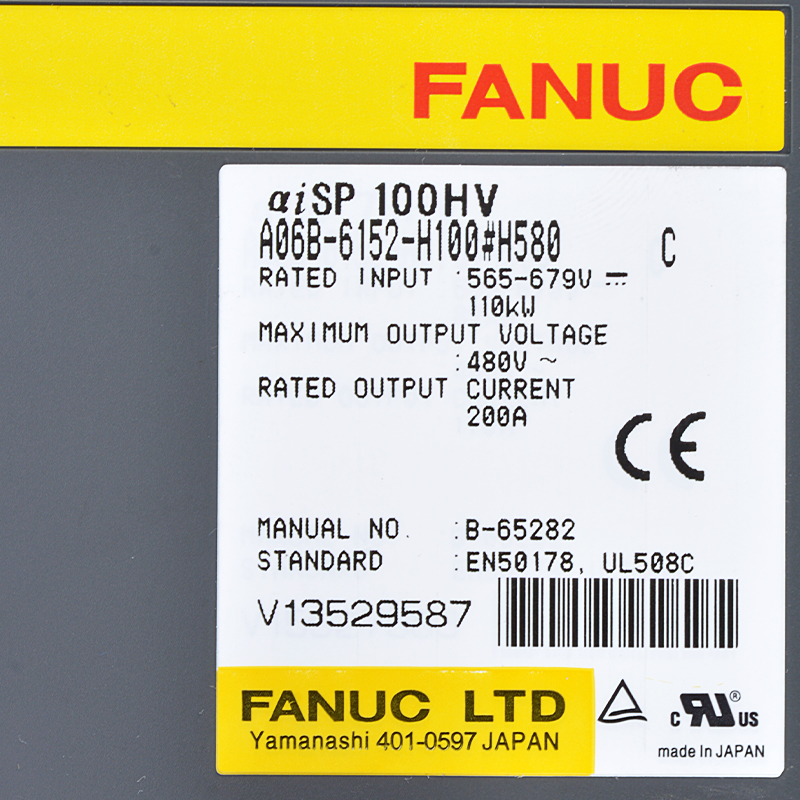 FANUC
αiSP 100HV
A06B-6152-H100#H580 C
RATED INPUT :565-679V ⎓
110kW
MAXIMUM OUTPUT VOLTAGE
:480V ~
RATED OUTPUT CURRENT
200A
CE
MANUAL NO. :B-65282
STANDARD :EN50178, UL508C
V13529587
FANUC LTD
Yamanashi 401-0597 JAPAN
c RU ® US
made in JAPAN